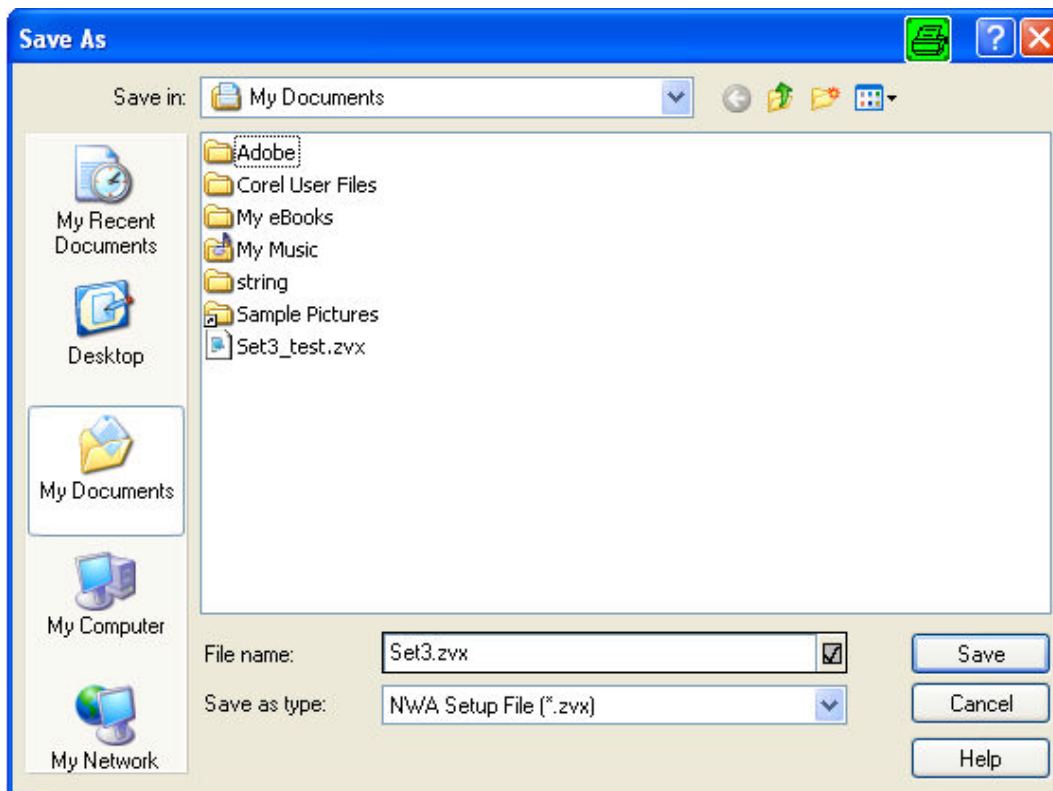 Save As
Save in:
My Documents
My Recent
Documents
Desktop
My Documents
My Computer
My Network
Adobe
Corel User Files
My eBooks
My Music
string
Sample Pictures
Set3_test.zvx
File name:
Set3.zvx
Save
Save as type:
NWA Setup File (*.zvx)
Cancel
Help